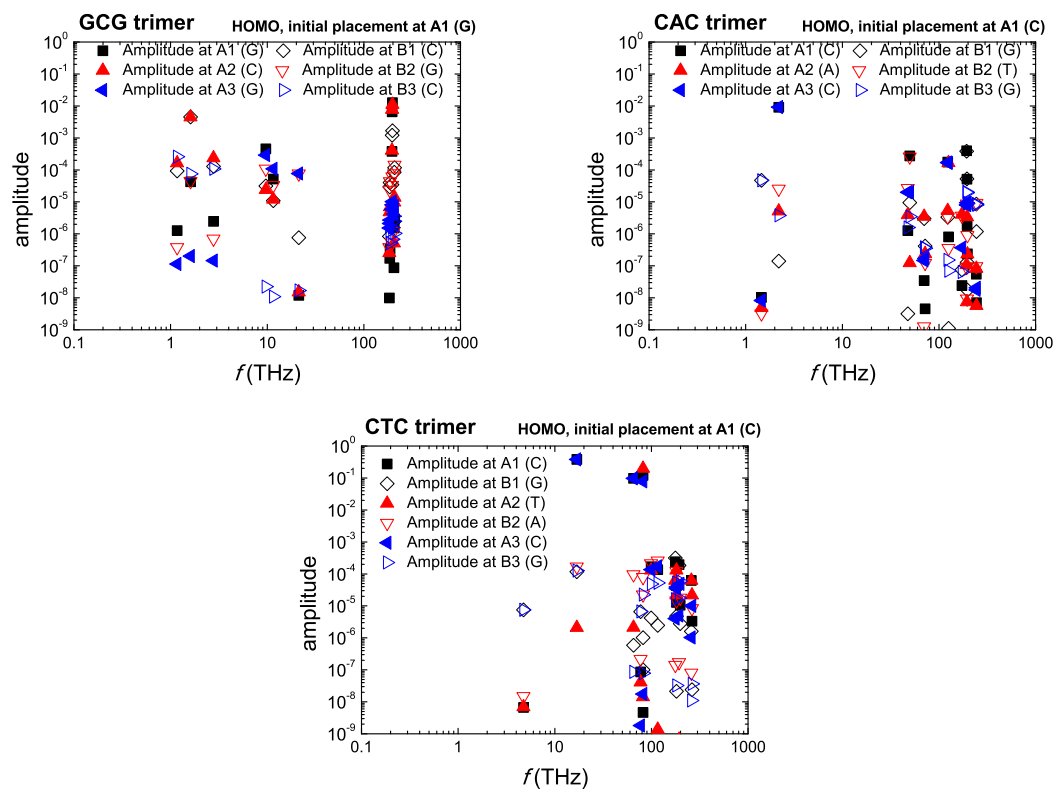 GCG trimer HOMO, initial placement at A1 (G)
10⁰
10⁻¹
10⁻²
10⁻³
10⁻⁴
10⁻⁵
10⁻⁶
10⁻⁷
10⁻⁸
10⁻⁹
amplitude
Amplitude at A1 (G) Amplitude at B1 (C)
Amplitude at A2 (C) Amplitude at B2 (G)
Amplitude at A3 (G) Amplitude at B3 (C)
0.1 1 10 100 1000
f (THz)
CAC trimer HOMO, initial placement at A1 (C)
10⁰
10⁻¹
10⁻²
10⁻³
10⁻⁴
10⁻⁵
10⁻⁶
10⁻⁷
10⁻⁸
10⁻⁹
amplitude
Amplitude at A1 (C) Amplitude at B1 (G)
Amplitude at A2 (A) Amplitude at B2 (T)
Amplitude at A3 (C) Amplitude at B3 (G)
0.1 1 10 100 1000
f (THz)
CTC trimer HOMO, initial placement at A1 (C)
10⁰
10⁻¹
10⁻²
10⁻³
10⁻⁴
10⁻⁵
10⁻⁶
10⁻⁷
10⁻⁸
10⁻⁹
amplitude
Amplitude at A1 (C)
Amplitude at B1 (G)
Amplitude at A2 (T)
Amplitude at B2 (A)
Amplitude at A3 (C)
Amplitude at B3 (G)
0.1 1 10 100 1000
f (THz)